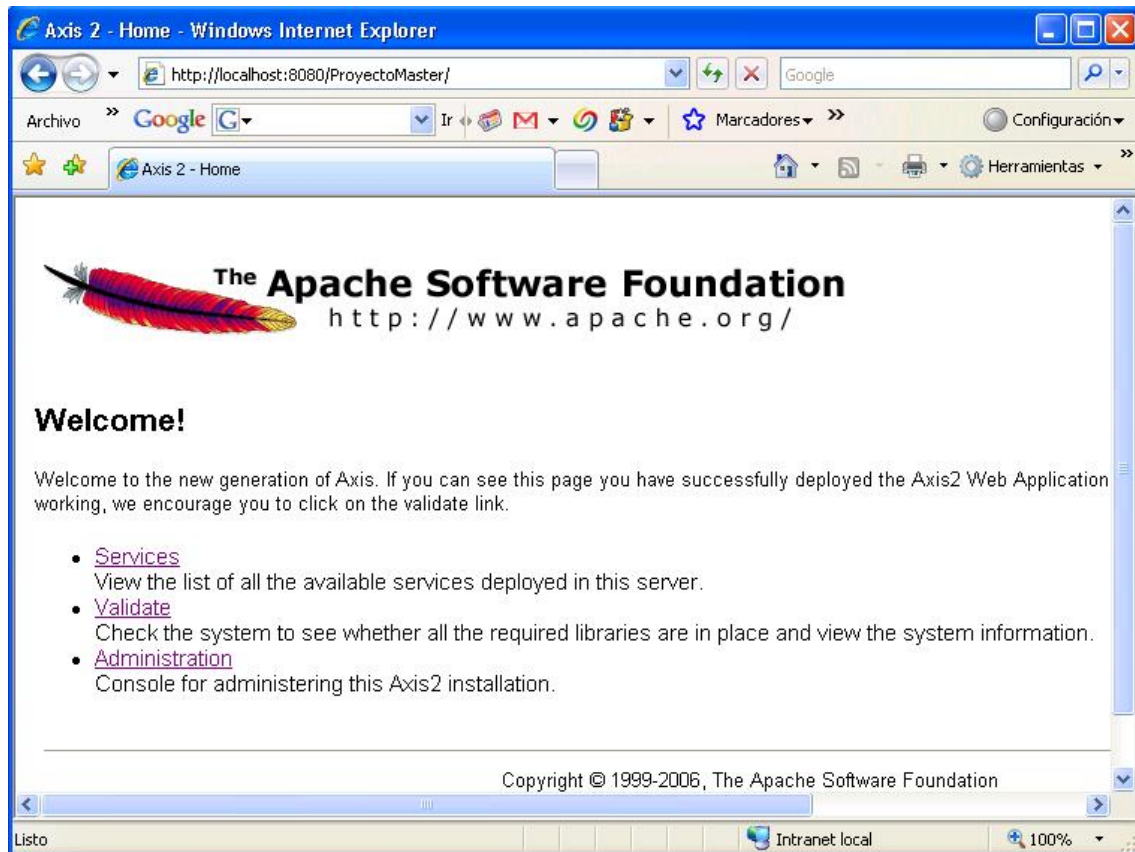 Axis 2 - Home - Windows Internet Explorer
http://localhost:8080/ProyectoMaster/
Google
Archivo » Google G Ir Marcadores » Configuración
Axis 2 - Home Herramientas »
The Apache Software Foundation
http://www.apache.org/
Welcome!
Welcome to the new generation of Axis. If you can see this page you have successfully deployed the Axis2 Web Application
working, we encourage you to click on the validate link.
• Services
View the list of all the available services deployed in this server.
• Validate
Check the system to see whether all the required libraries are in place and view the system information.
• Administration
Console for administering this Axis2 installation.
Copyright © 1999-2006, The Apache Software Foundation
Listo Intranet local 100%